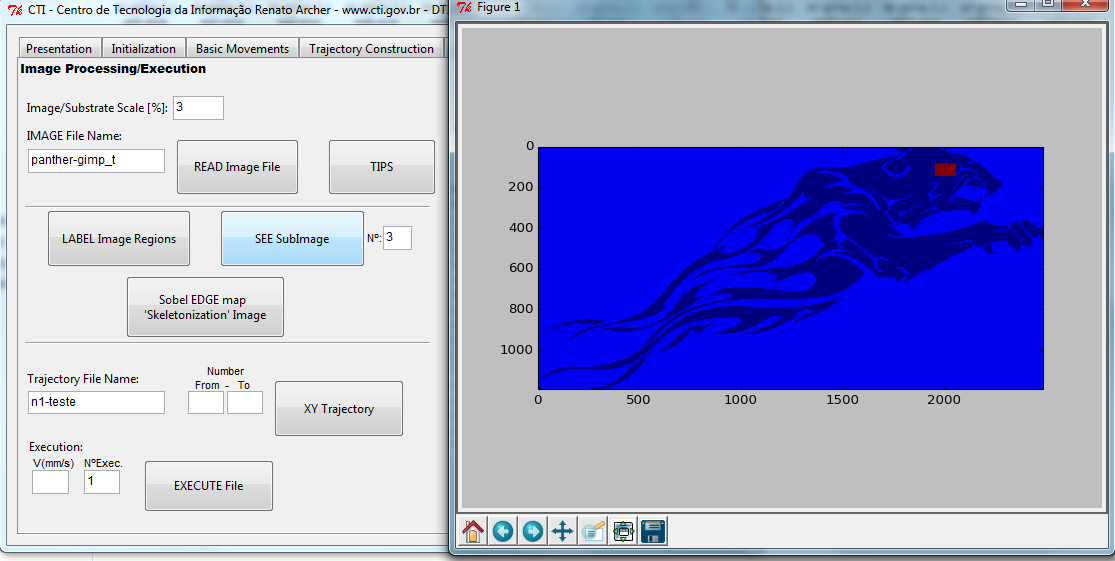 CTI - Centro de Tecnologia da Informação Renato Archer - www.cti.gov.br - DT
Presentation Initialization Basic Movements Trajectory Construction
Image Processing/Execution
Image/Substrate Scale [%]: 3
IMAGE File Name:
panther-gimp_t
READ Image File
TIPS
LABEL Image Regions
SEE SubImage
Nº: 3
Sobel EDGE map
'Skeletonization' Image
Trajectory File Name:
n1-teste
Number
From - To
XY Trajectory
Execution:
V(mm/s) NºExec.
1
EXECUTE File
Figure 1
0
200
400
600
800
1000
0 500 1000 1500 2000